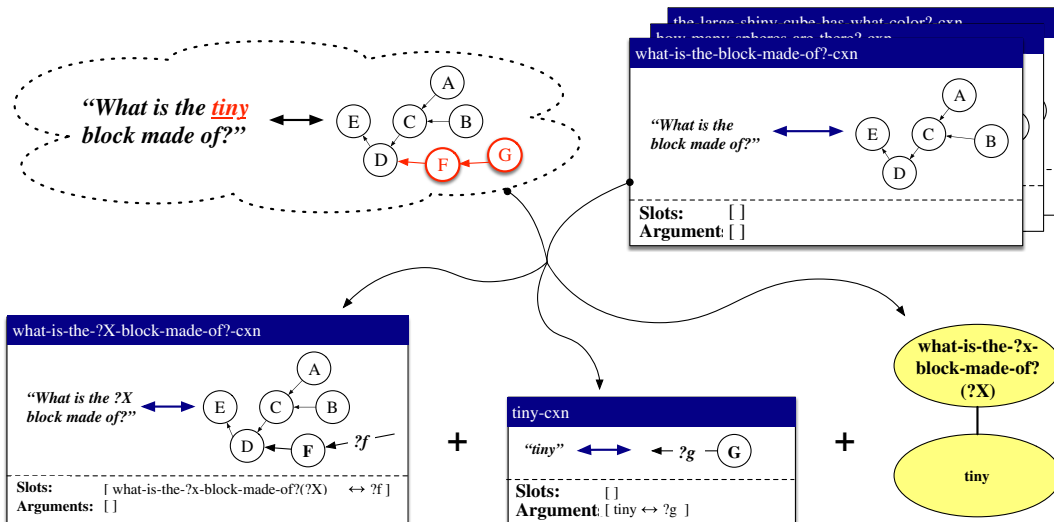 the-large-shiny-cube-has-what-color?-cxn
how-many-spheres-are-there?-cxn
what-is-the-block-made-of?-cxn
“What is the tiny
block made of?”
A
E
C
B
D
F
G
“What is the
block made of?”
A
E
C
B
D
Slots: [ ]
Argument: [ ]
what-is-the-?X-block-made-of?-cxn
“What is the ?X
block made of?”
A
E
C
B
D
F
?f
Slots: [ what-is-the-?x-block-made-of?(?X) ↔ ?f ]
Arguments: [ ]
+
tiny-cxn
“tiny”
?g
G
Slots: [ ]
Argument: [ tiny ↔ ?g ]
+
what-is-the-?x-
block-made-of?
(?X)
tiny